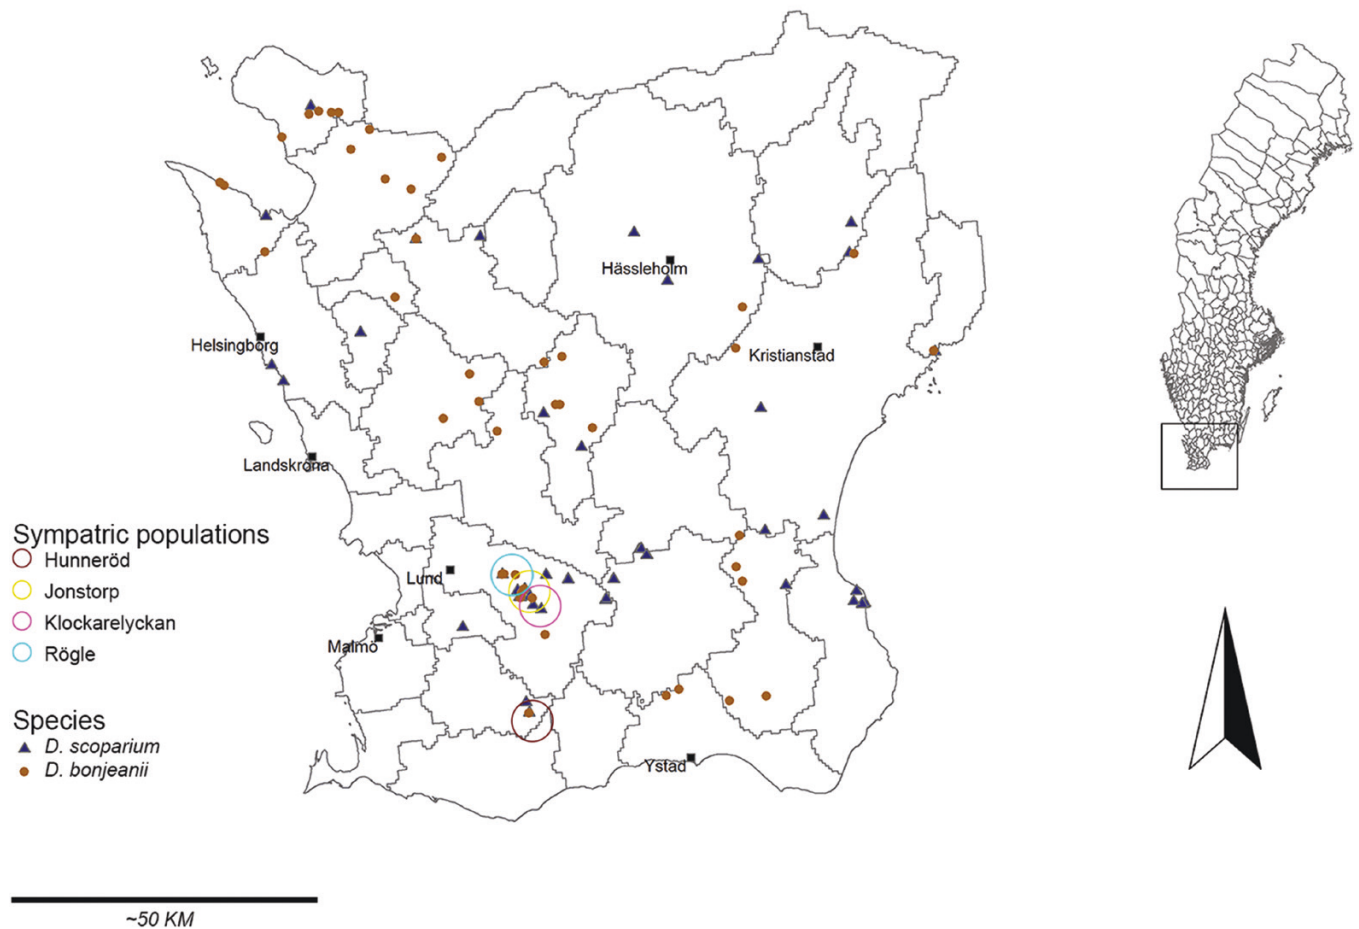 Hässleholm
Helsingborg
Kristianstad
Landskrona
Sympatric populations
Hunneröd
Jonstorp
Klockarelyckan
Rögle
Lund
Malmö
Species
D. scoparium
D. bonjeanii
Ystad
~50 KM